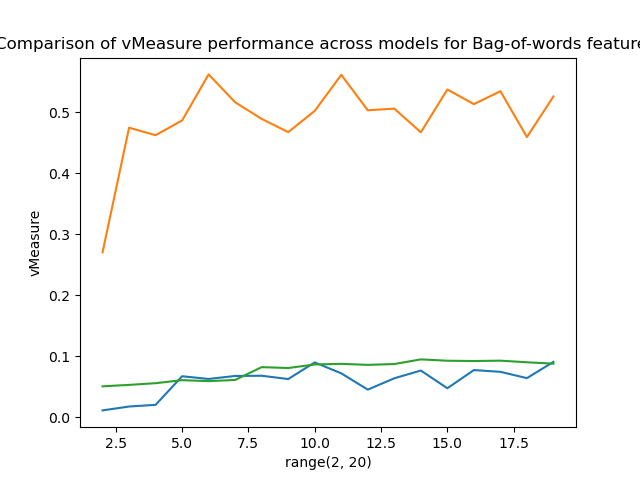 Comparison of vMeasure performance across models for Bag-of-words feature
vMeasure
0.5
0.4
0.3
0.2
0.1
0.0
2.5 5.0 7.5 10.0 12.5 15.0 17.5
range(2, 20)